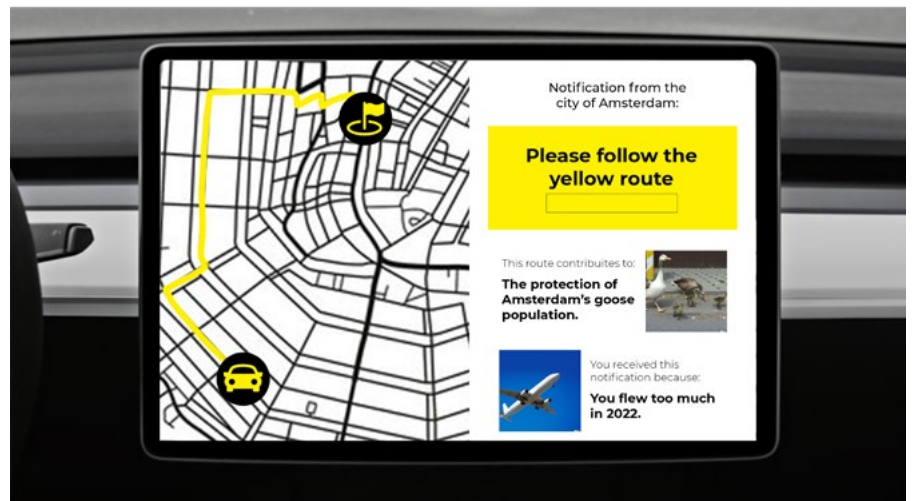 Notification from the
city of Amsterdam:
Please follow the
yellow route
This route contribuites to:
The protection of
Amsterdam's goose
population.
You received this
notification because:
You flew too much
in 2022.